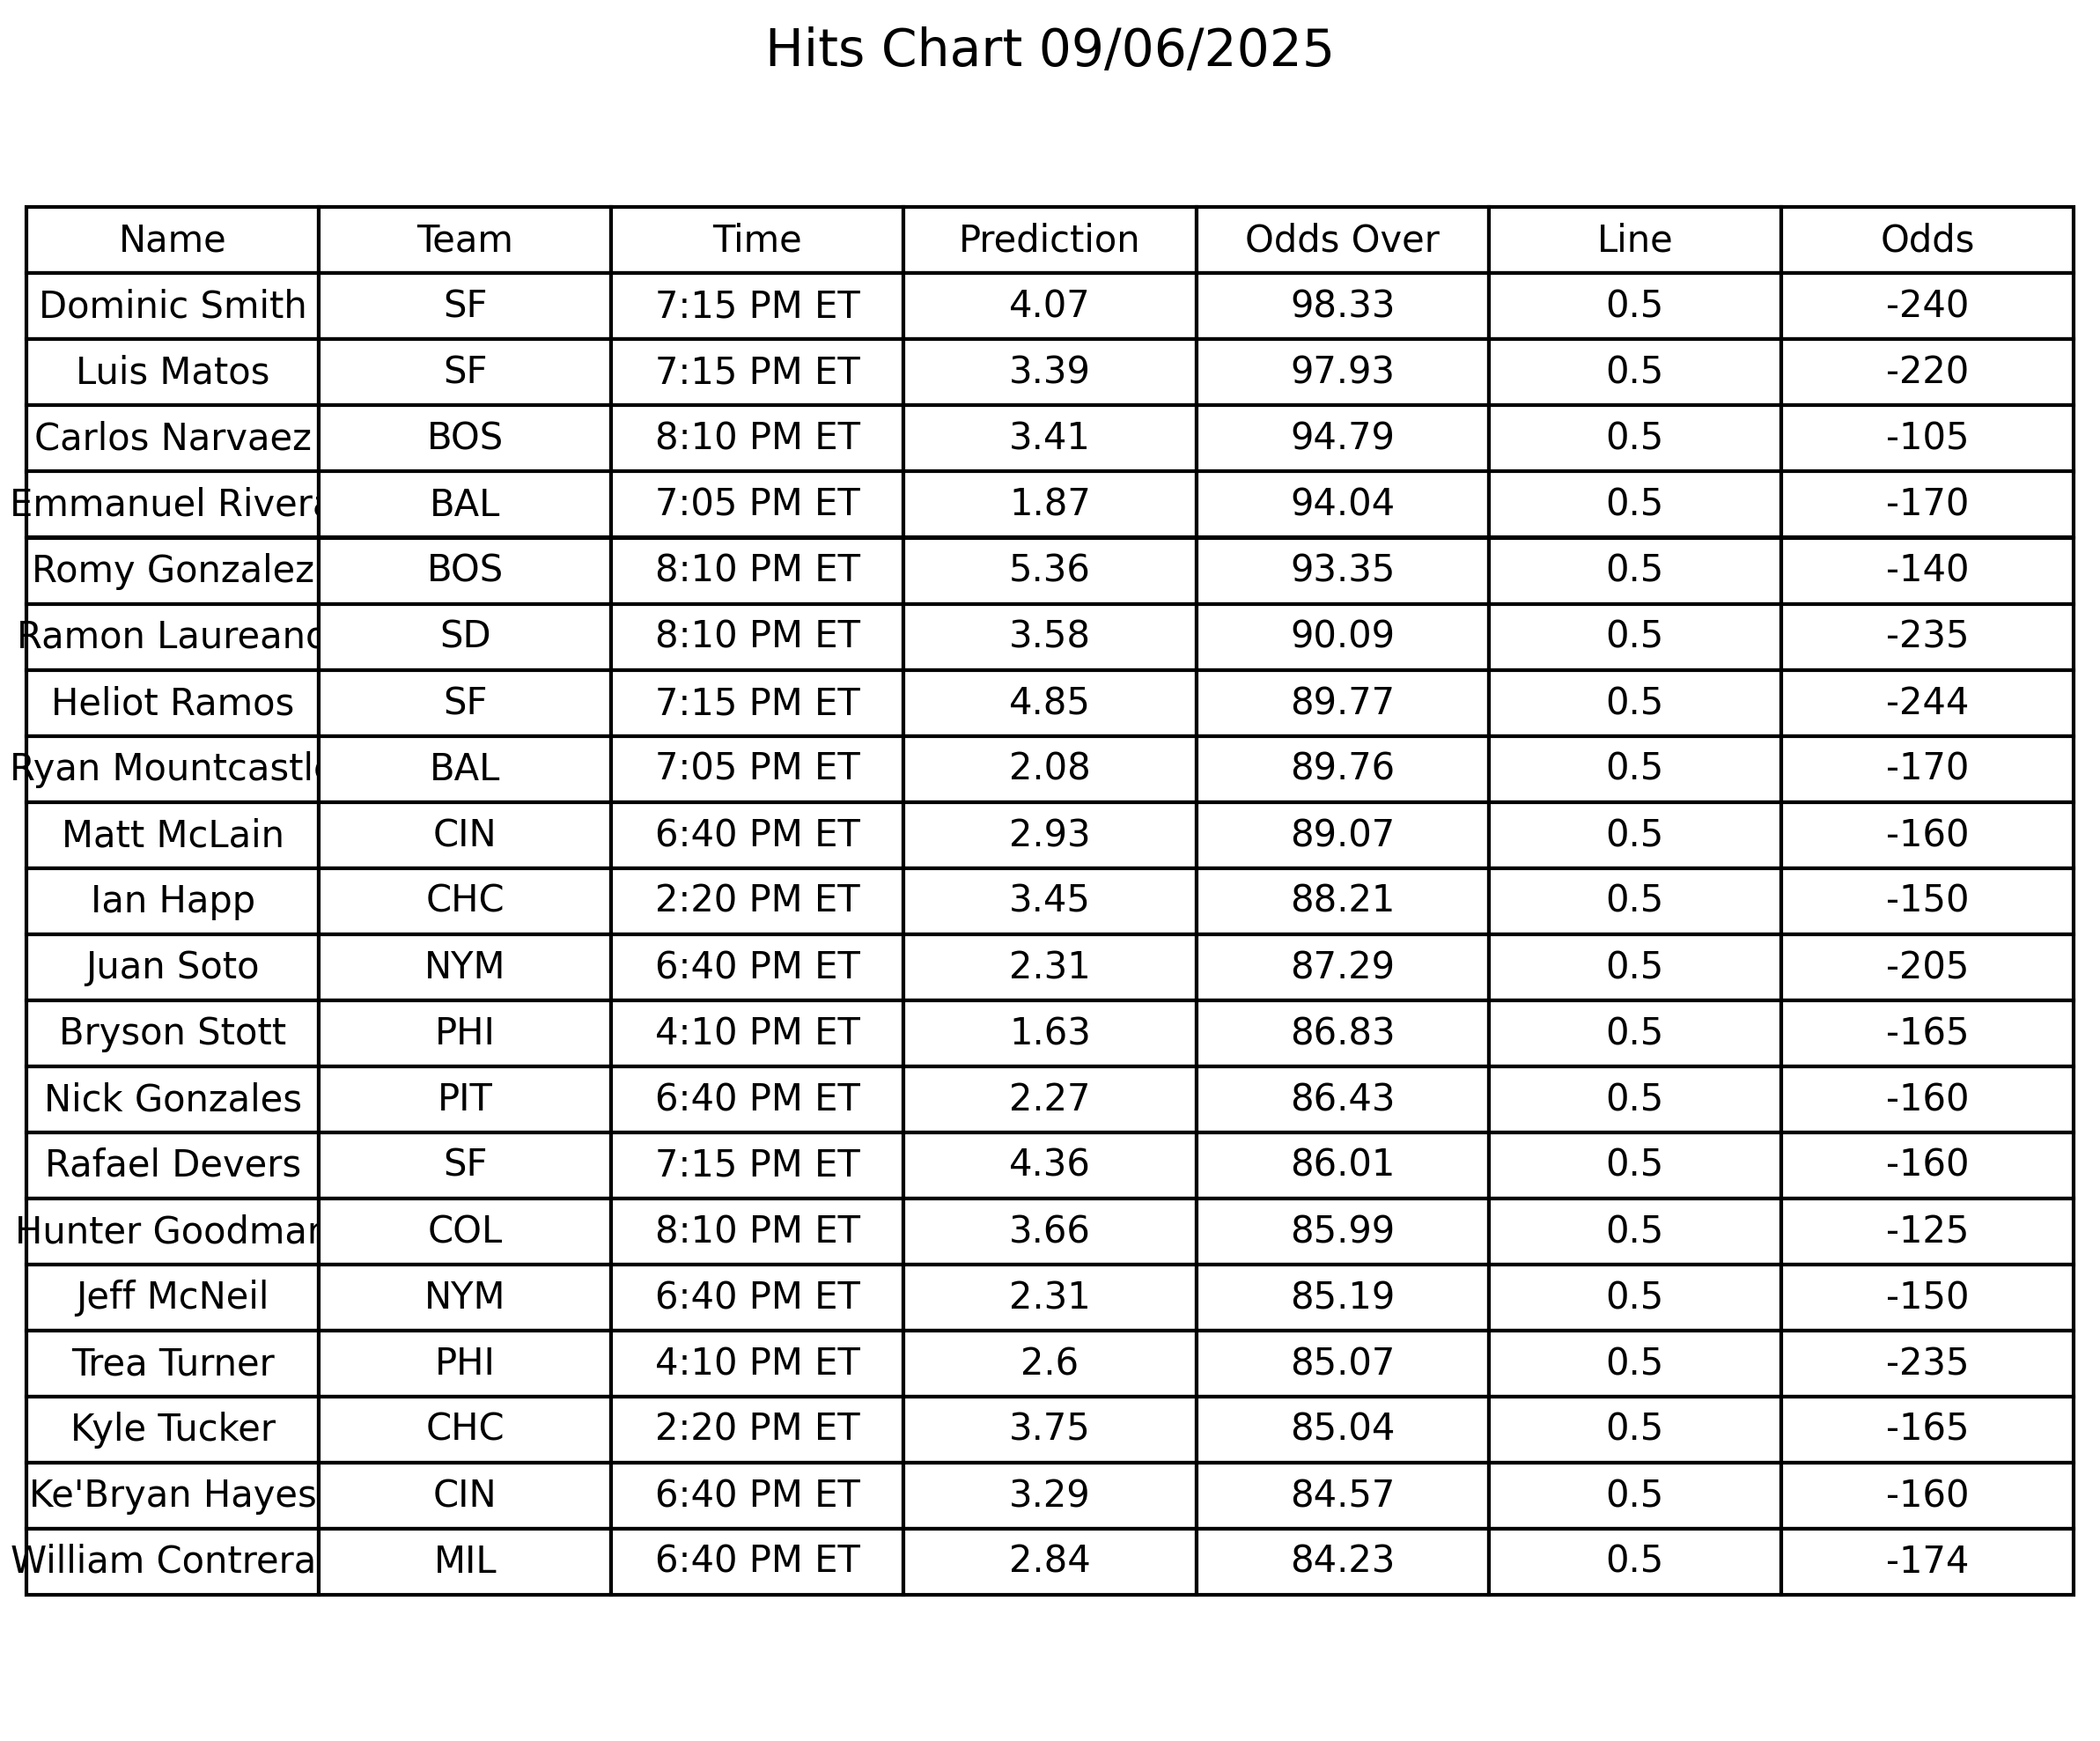 Hits Chart 09/06/2025
Name Team Time Prediction Odds Over Line Odds
Dominic Smith SF 7:15 PM ET 4.07 98.33 0.5 -240
Luis Matos SF 7:15 PM ET 3.39 97.93 0.5 -220
Carlos Narvaez BOS 8:10 PM ET 3.41 94.79 0.5 -105
Emmanuel Rivera BAL 7:05 PM ET 1.87 94.04 0.5 -170
Romy Gonzalez BOS 8:10 PM ET 5.36 93.35 0.5 -140
Ramon Laureano SD 8:10 PM ET 3.58 90.09 0.5 -235
Heliot Ramos SF 7:15 PM ET 4.85 89.77 0.5 -244
Ryan Mountcastle BAL 7:05 PM ET 2.08 89.76 0.5 -170
Matt McLain CIN 6:40 PM ET 2.93 89.07 0.5 -160
Ian Happ CHC 2:20 PM ET 3.45 88.21 0.5 -150
Juan Soto NYM 6:40 PM ET 2.31 87.29 0.5 -205
Bryson Stott PHI 4:10 PM ET 1.63 86.83 0.5 -165
Nick Gonzales PIT 6:40 PM ET 2.27 86.43 0.5 -160
Rafael Devers SF 7:15 PM ET 4.36 86.01 0.5 -160
Hunter Goodman COL 8:10 PM ET 3.66 85.99 0.5 -125
Jeff McNeil NYM 6:40 PM ET 2.31 85.19 0.5 -150
Trea Turner PHI 4:10 PM ET 2.6 85.07 0.5 -235
Kyle Tucker CHC 2:20 PM ET 3.75 85.04 0.5 -165
Ke'Bryan Hayes CIN 6:40 PM ET 3.29 84.57 0.5 -160
William Contrera MIL 6:40 PM ET 2.84 84.23 0.5 -174